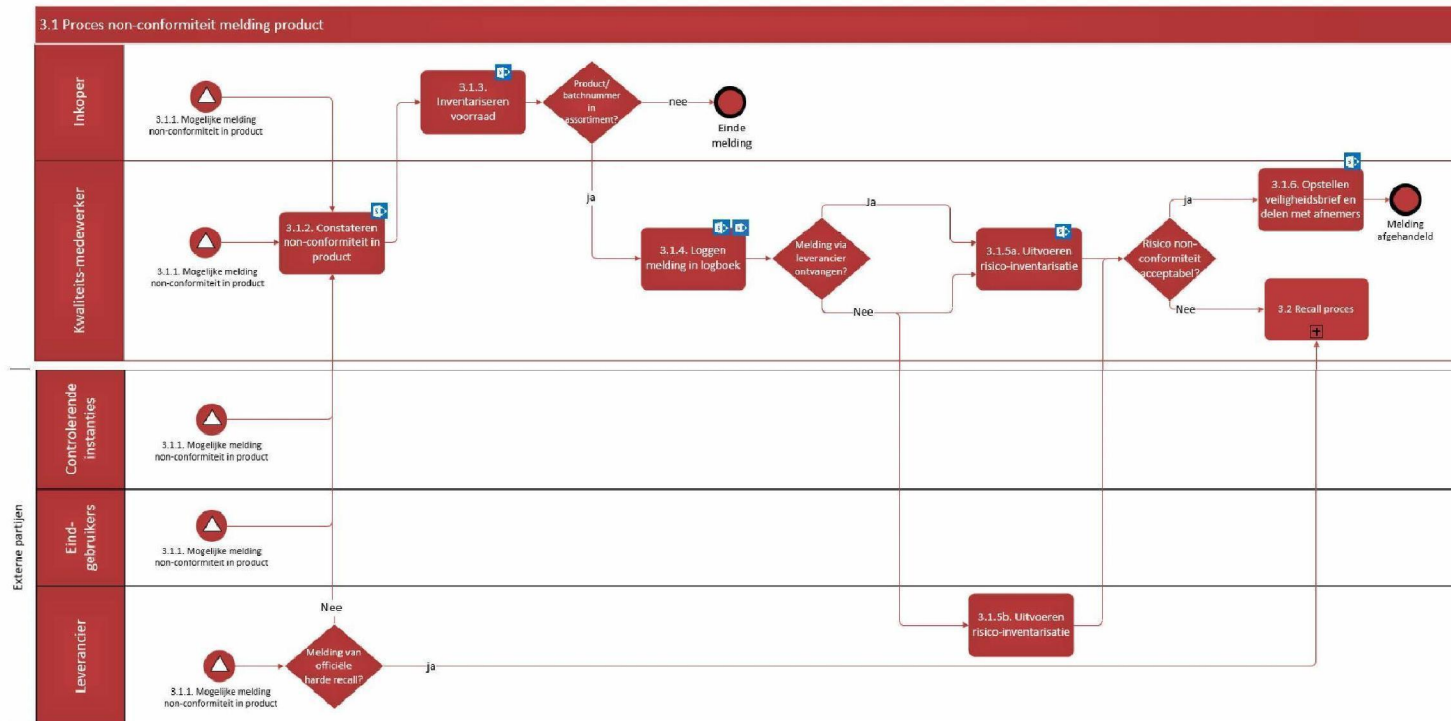 3.1 Proces non-conformiteit melding product
Inkoper
3.1.1. Mogelijke melding
non-conformiteit in product
3.1.3.
Inventariseren
voorraad
Product/
batchnummer
in
assortiment?
nee
Einde
melding
ja
Kwaliteits-medewerker
3.1.1. Mogelijke melding
non-conformiteit in product
3.1.2. Constateren
non-conformiteit in
product
3.1.4. Loggen
melding in logboek
Melding via
leverancier
ontvangen?
Ja
Nee
3.1.5a. Uitvoeren
risico-inventarisatie
Risico non-
conformiteit
acceptabel?
ja
Nee
3.1.6. Opstellen
veiligheidsbrief en
delen met afnemers
Melding
afgehandeld
3.2 Recall proces
Externe partijen
Controlerende
instanties
3.1.1. Mogelijke melding
non-conformiteit in product
Eind-
gebruikers
3.1.1. Mogelijke melding
non-conformiteit in product
Leverancier
3.1.1. Mogelijke melding
non-conformiteit in product
Nee
Melding van
officiële
harde recall?
ja
3.1.5b. Uitvoeren
risico-inventarisatie